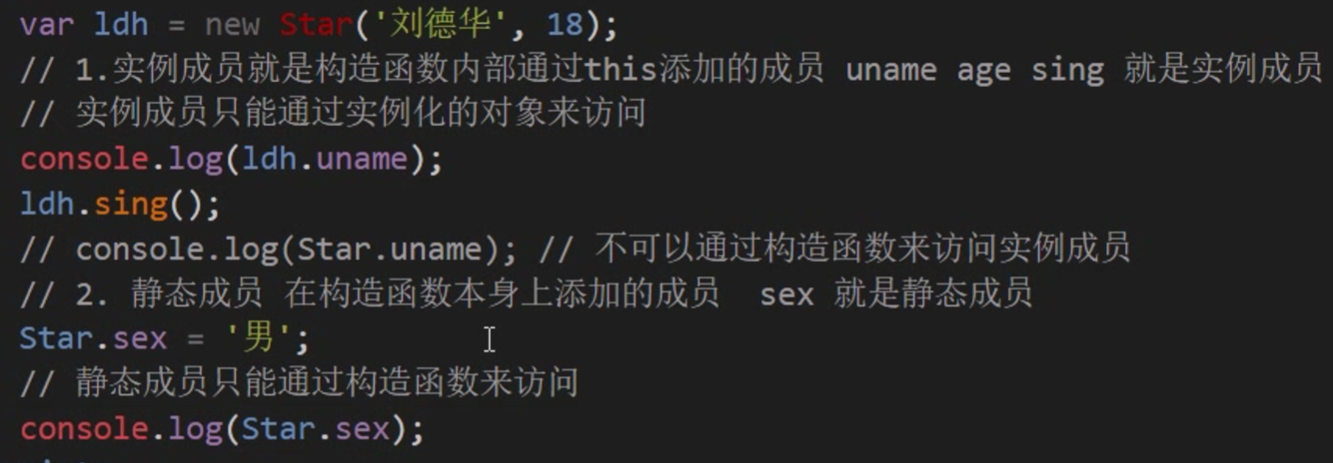 var ldh = new Star('刘德华', 18);
// 1.实例成员就是构造函数内部通过this添加的成员 uname age sing 就是实例成员
// 实例成员只能通过实例化的对象来访问
console.log(ldh.uname);
ldh.sing();
// console.log(Star.uname); // 不可以通过构造函数来访问实例成员
// 2. 静态成员 在构造函数本身上添加的成员  sex 就是静态成员
Star.sex = '男';
// 静态成员只能通过构造函数来访问
console.log(Star.sex);